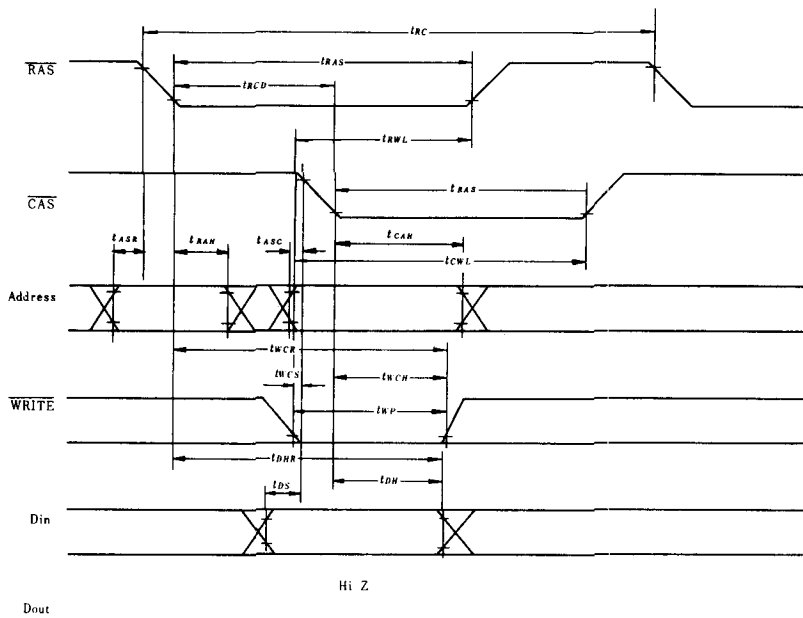 tRC
RAS
tRAS
tRCD
tRWL
CAS
tRAS
tASR
tRAH
tASC
tCAH
tCWL
Address
tWCR
tWCS
tWCH
WRITE
tWP
tDHR
tDS
tDH
Din
Hi Z
Dout